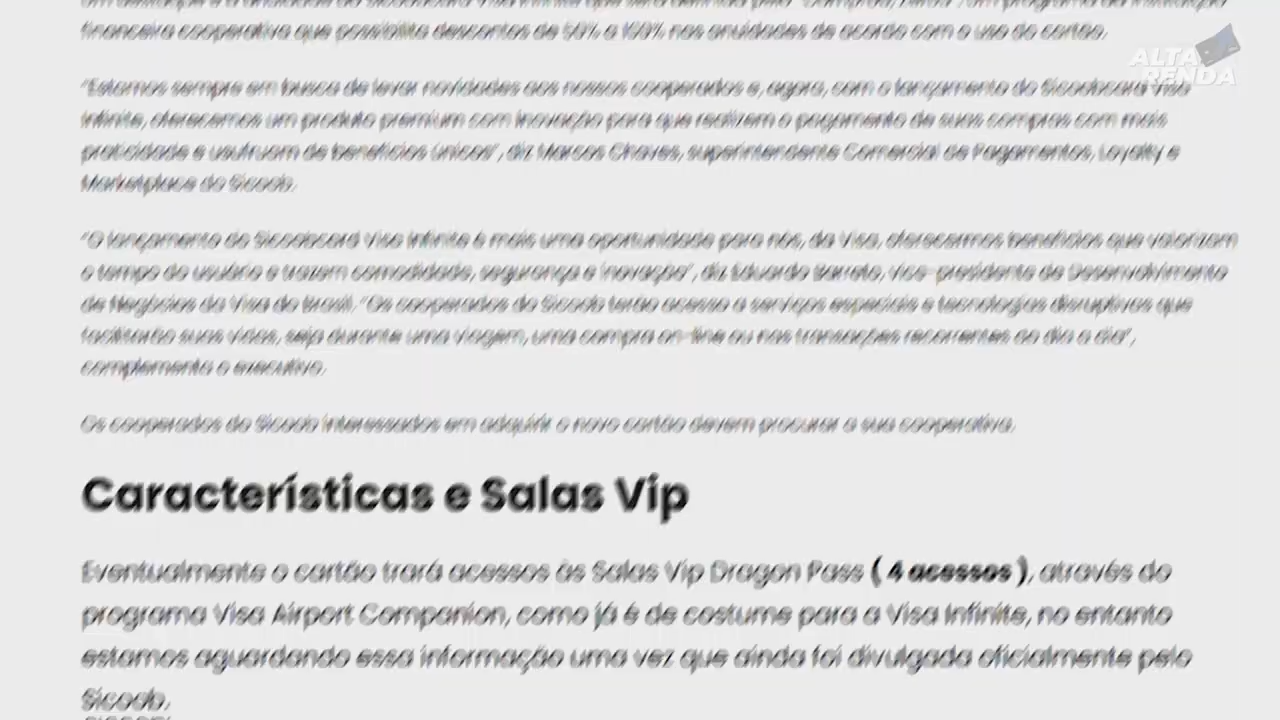 financeira cooperativa que possibilita descontos de 50% a 100% nas anuidades de acordo com o uso do cartão.
ALTA
RENDA
"Estamos sempre em busca de levar novidades aos nossos cooperados e, agora, com o lançamento do Sicoobcard Visa
Infinite, oferecemos um produto premium com inovação para que realizem o pagamento de suas compras com mais
praticidade e usufruam de benefícios únicos", diz Marcos Chaves, superintendente Comercial de Pagamentos, Loyalty e
Marketplace do Sicoob.
"O lançamento do Sicoobcard Visa Infinite é mais uma oportunidade para nós, da Visa, oferecermos benefícios que valorizam
o tempo do usuário e trazem comodidade, segurança e inovação", diz Eduardo Barreto, vice-presidente de Desenvolvimento
de Negócios da Visa do Brasil. "Os cooperados do Sicoob terão acesso a serviços especiais e tecnologias disruptivas que
facilitarão suas vidas, seja durante uma viagem, uma compra on-line ou nas transações recorrentes do dia a dia",
complementa o executivo.
Os cooperados do Sicoob interessados em adquirir o novo cartão devem procurar a sua cooperativa.
Características e Salas Vip
Eventualmente o cartão trará acessos às Salas Vip Dragon Pass ( 4 acessos ), através do
programa Visa Airport Companion, como já é de costume para a Visa Infinite, no entanto
estamos aguardando essa informação uma vez que ainda foi divulgada oficialmente pelo
Sicoob.